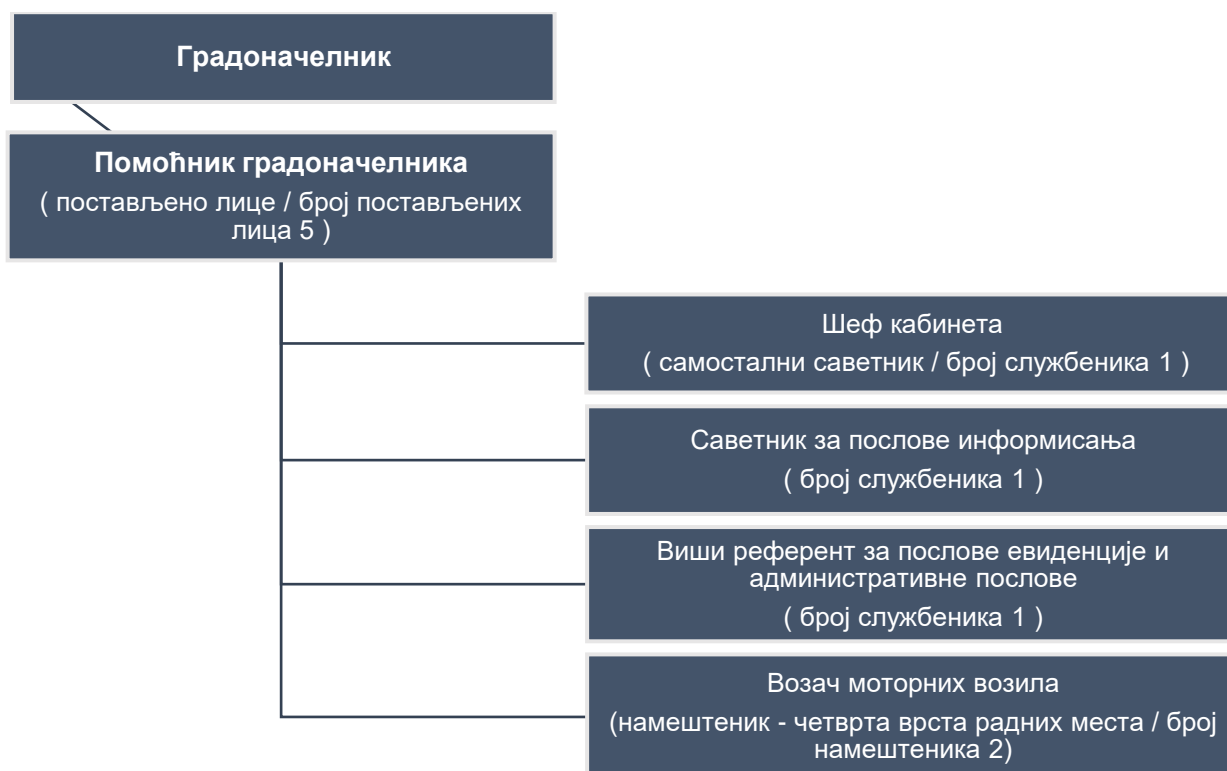 Градоначелник
Помоћник градоначелника
( постављено лице / број постављених
лица 5 )
Шеф кабинета
( самостални саветник / број службеника 1 )
Саветник за послове информисања
( број службеника 1 )
Виши референт за послове евиденције и
административне послове
( број службеника 1 )
Возач моторних возила
(намештеник - четврта врста радних места / број
намештеника 2)